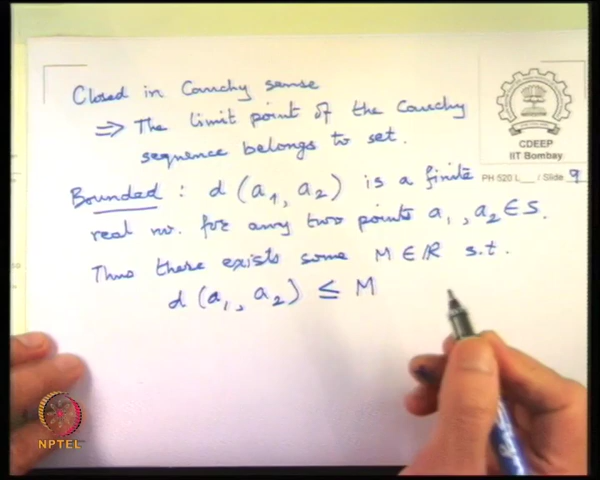 Closed in Cauchy sense
⇒ The limit point of the Cauchy
sequence belongs to set.
Bounded : d (a₁, a₂) is a finite
real no. for any two points a₁, a₂ ∈ S.
Thus there exists some M ∈ ℝ s.t.
d (a₁, a₂) ≤ M
CDEEP
IIT Bombay
PH 520 L___ / Slide 9
NPTEL